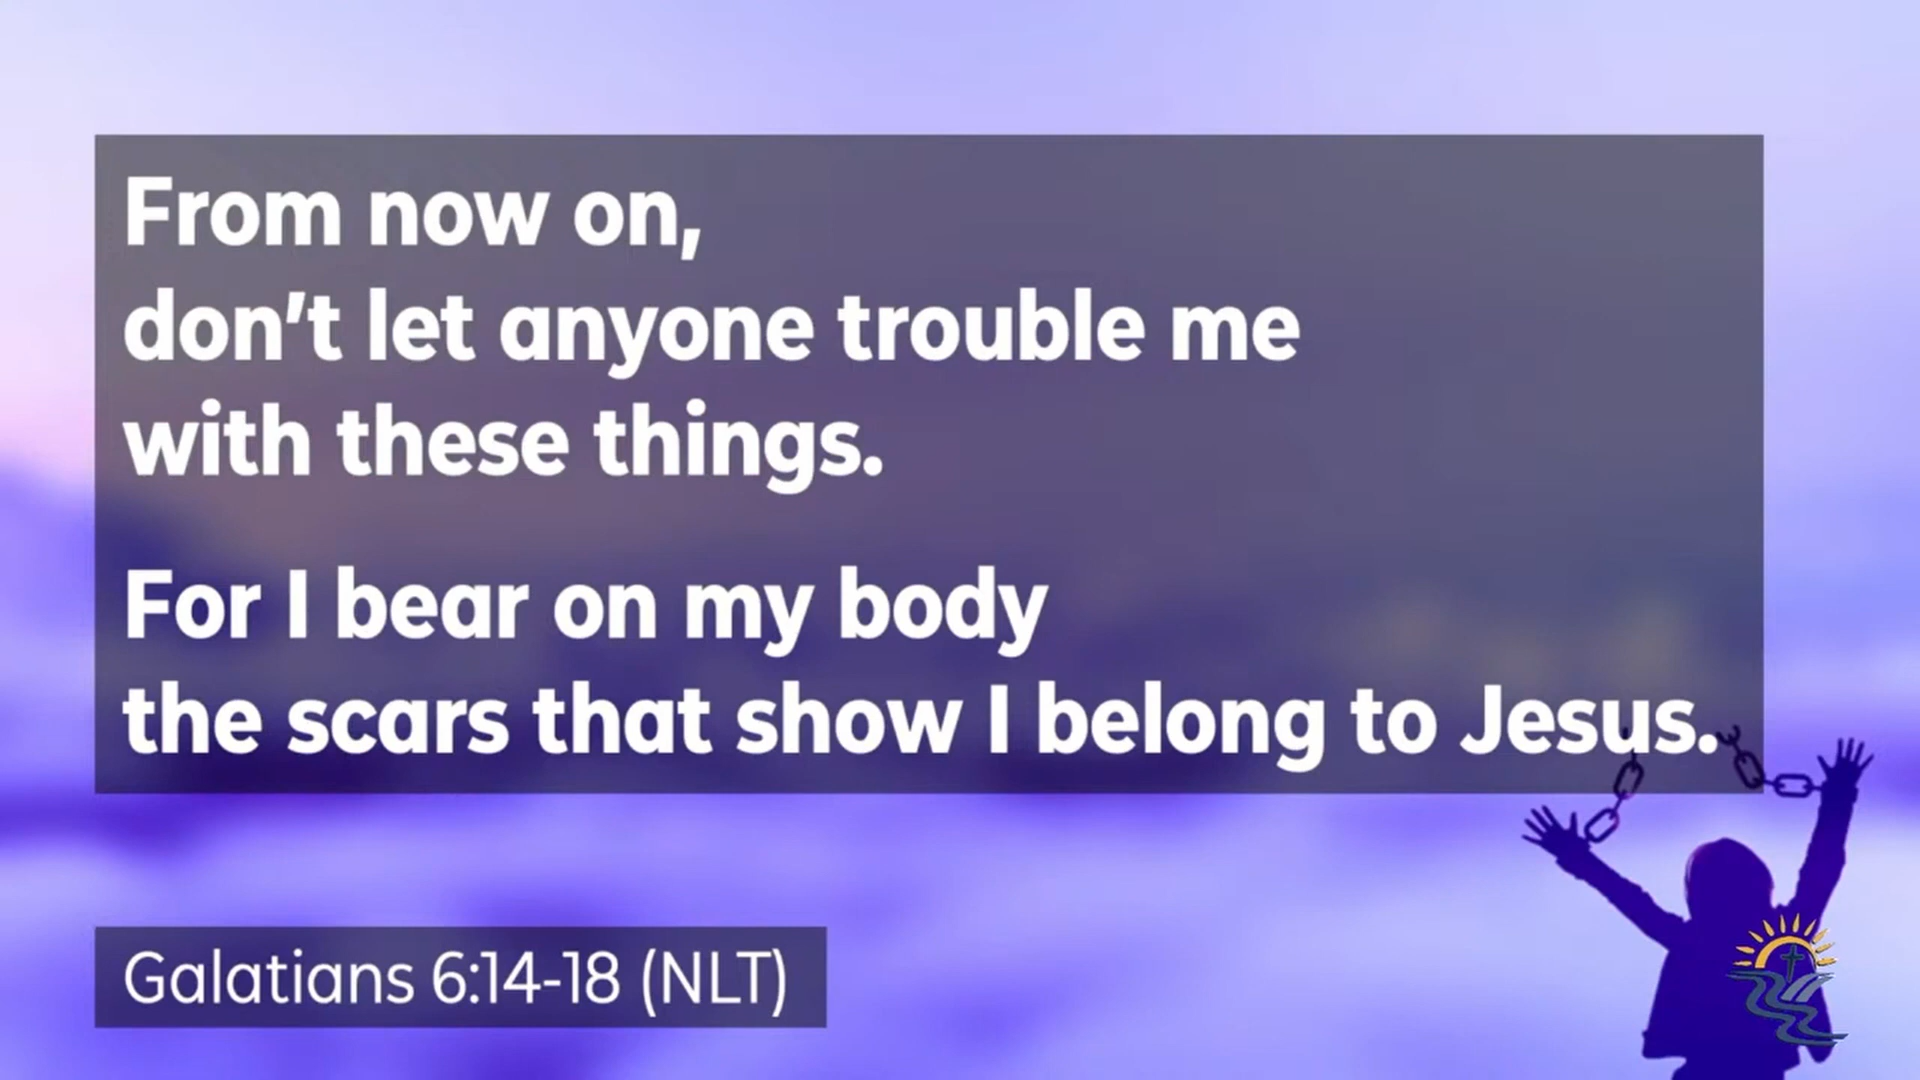 From now on,
don't let anyone trouble me
with these things.
For I bear on my body
the scars that show I belong to Jesus.
Galatians 6:14-18 (NLT)